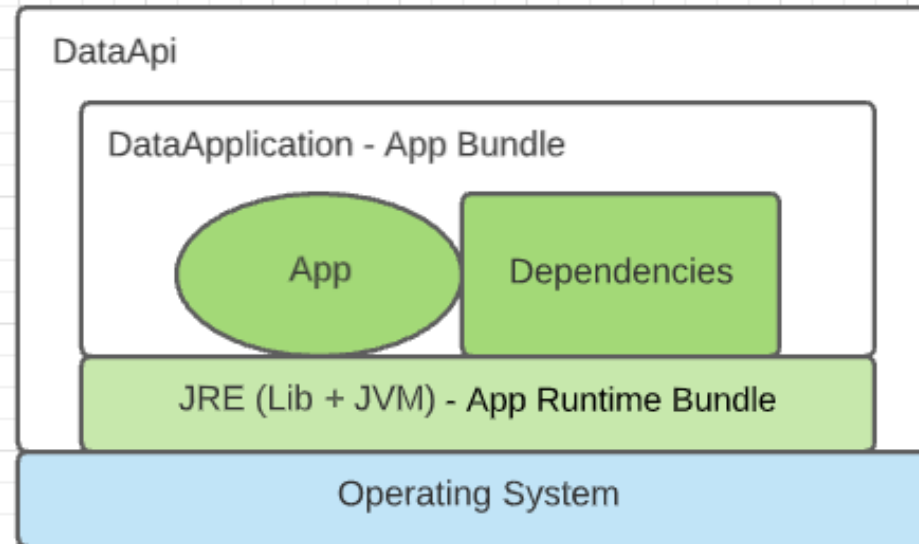 DataApi
DataApplication - App Bundle
App
Dependencies
JRE (Lib + JVM) - App Runtime Bundle
Operating System